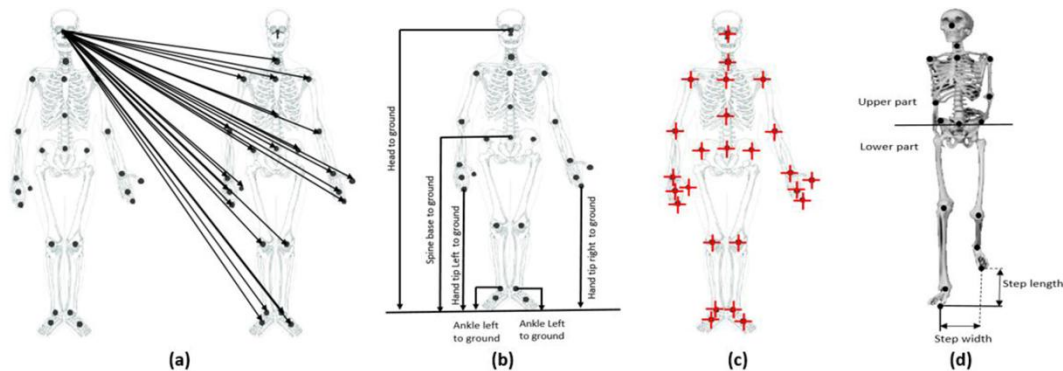 Head to ground
Spine base to ground
Hand tip Left to ground
Hand tip right to ground
Ankle left
to ground
Ankle Left
to ground
Upper part
Lower part
Step length
Step width
(a)
(b)
(c)
(d)